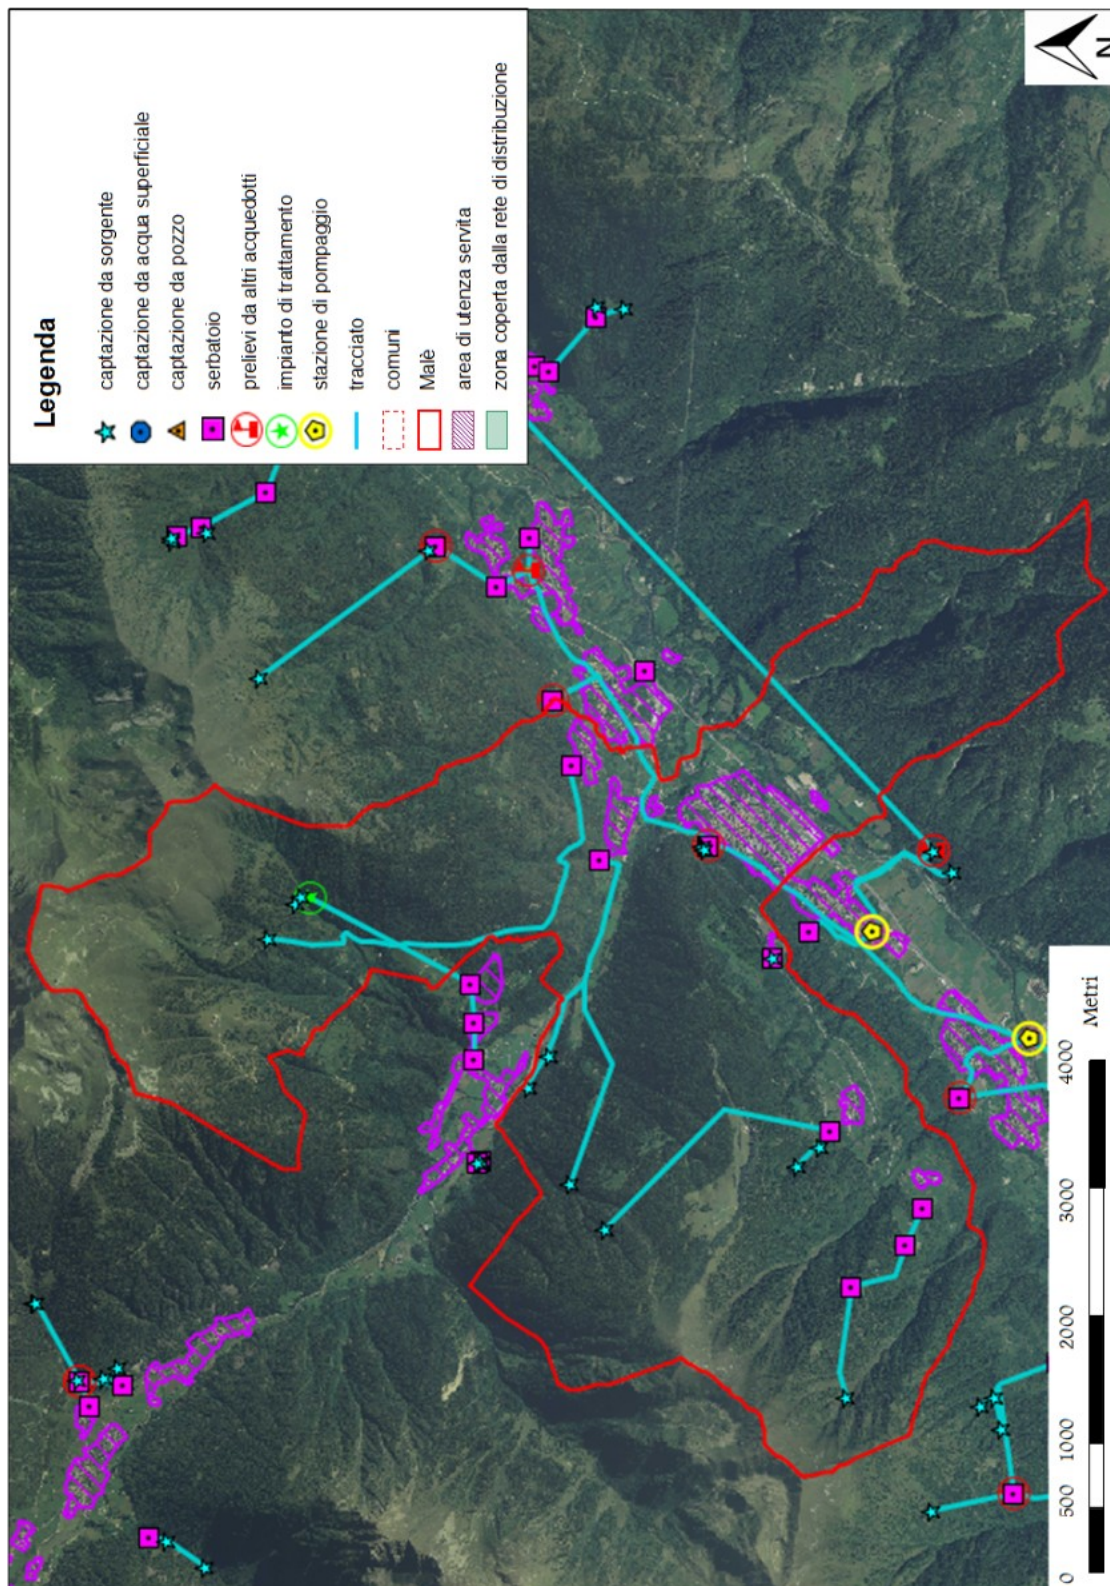 Legenda
captazione da sorgente
captazione da acqua superficiale
captazione da pozzo
serbatoio
prelievi da altri acquedotti
impianto di trattamento
stazione di pompaggio
tracciato
comuni
Malè
area di utenza servita
zona coperta dalla rete di distribuzione
N
0 500 1000 2000 3000 4000
Metri